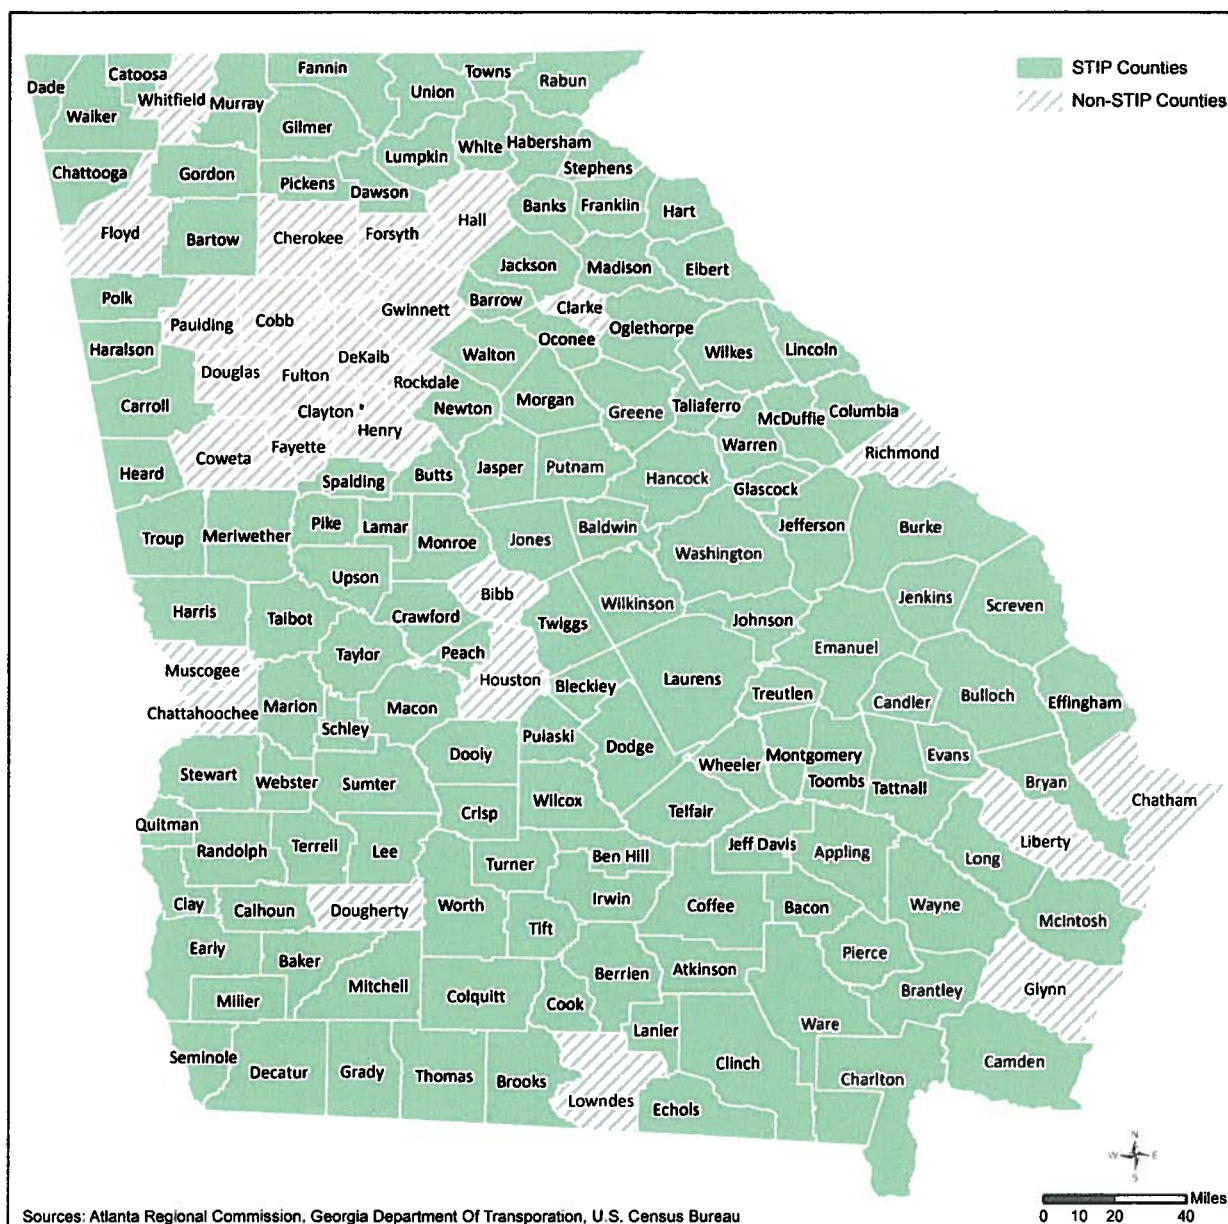 STIP Counties
Non-STIP Counties
Dade
Catoosa
Whitfield
Walker
Murray
Fannin
Gilmer
Union
Towns
Rabun
Lumpkin
White
Habersham
Stephens
Chattooga
Gordon
Pickens
Dawson
Banks
Franklin
Hart
Floyd
Bartow
Cherokee
Forsyth
Hall
Jackson
Madison
Elbert
Polk
Paulding
Cobb
Gwinnett
Barrow
Clarke
Oconee
Oglethorpe
Haralson
Douglas
Fulton
DeKalb
Rockdale
Walton
Wilkes
Lincoln
Carroll
Clayton
Henry
Newton
Morgan
Greene
Taliaferro
McDuffie
Columbia
Warren
Richmond
Heard
Coweta
Fayette
Spalding
Butts
Jasper
Putnam
Hancock
Glascock
Troup
Meriwether
Pike
Lamar
Monroe
Jones
Baldwin
Washington
Jefferson
Burke
Upson
Bibb
Wilkinson
Jenkins
Screven
Harris
Talbot
Crawford
Twiggs
Johnson
Emanuel
Muscogee
Taylor
Peach
Houston
Bleckley
Laurens
Treutlen
Candler
Bulloch
Effingham
Chattahoochee
Marion
Schley
Macon
Dooly
Pulaski
Dodge
Wheeler
Montgomery
Toombs
Tattnall
Evans
Bryan
Chatham
Stewart
Webster
Sumter
Crisp
Wilcox
Telfair
Quitman
Randolph
Terrell
Lee
Turner
Ben Hill
Jeff Davis
Appling
Long
Liberty
Clay
Calhoun
Dougherty
Worth
Tift
Irwin
Coffee
Bacon
Wayne
McIntosh
Early
Baker
Mitchell
Colquitt
Cook
Berrien
Atkinson
Pierce
Brantley
Glynn
Miller
Lanier
Ware
Seminole
Decatur
Grady
Thomas
Brooks
Lowndes
Echols
Clinch
Charlton
Camden
N
W E
S
Miles
0 10 20 40
Sources: Atlanta Regional Commission, Georgia Department Of Transporation, U.S. Census Bureau